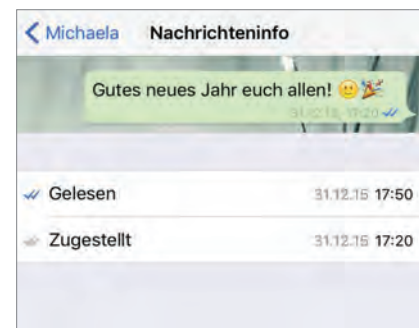 Michaela Nachrichteninfo
Gutes neues Jahr euch allen! 🙂🎉
31.12.15, 17:20
Gelesen 31.12.15 17:50
Zugestellt 31.12.15 17:20